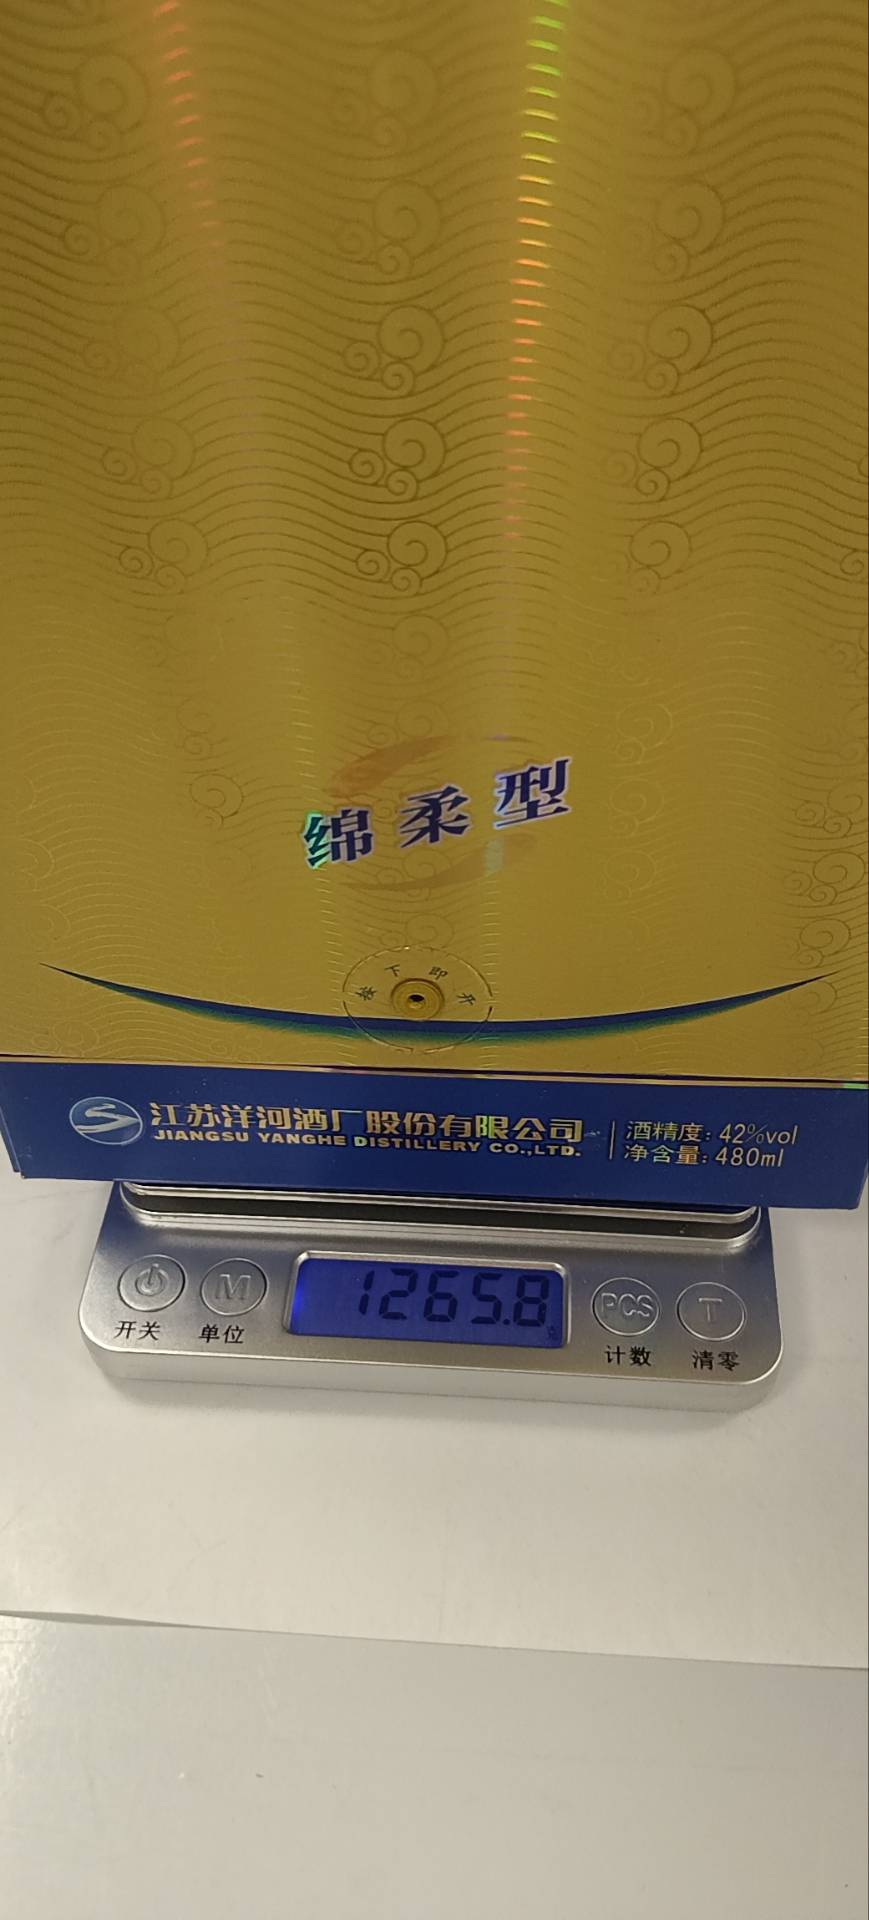 绵柔型
按下即开
江苏洋河酒厂股份有限公司
JIANGSU YANGHE DISTILLERY CO.,LTD.
酒精度：42%vol
净含量：480ml
1265.8
M
PCS
T
开关
单位
计数
清零